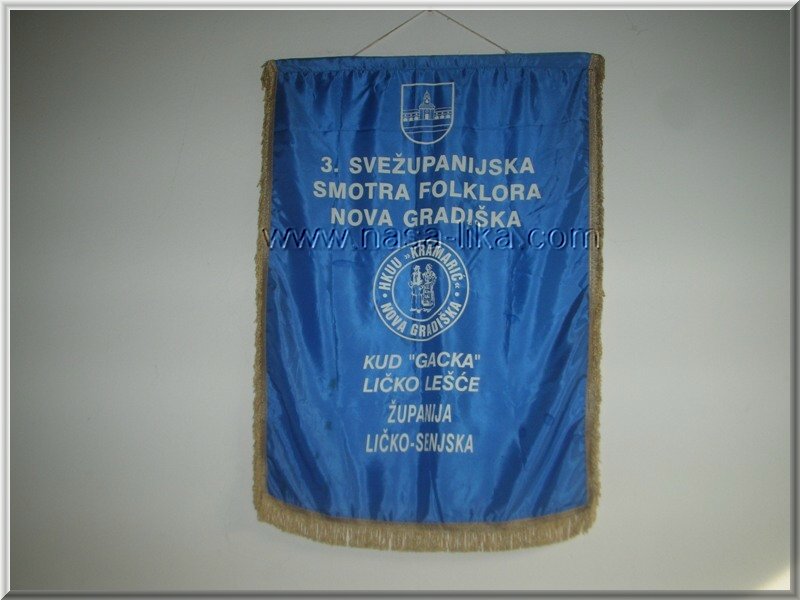 3. SVEŽUPANIJSKA
SMOTRA FOLKLORA
NOVA GRADIŠKA
www.nasa-lika.com
HKUU „KRAMARIĆ“
• NOVA GRADIŠKA •
KUD "GACKA"
LIČKO LEŠĆE
ŽUPANIJA
LIČKO-SENJSKA